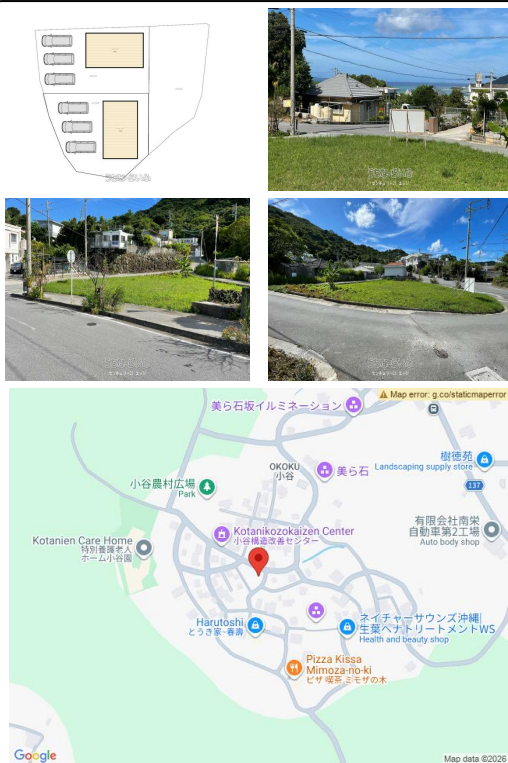 Map error: g.co/staticmaperror
美ら石坂イルミネーション
OKOKU
小谷
美ら石
樹徳苑
Landscaping supply store
137
小谷農村広場
Park
有限会社南栄
自動車第2工場
Auto body shop
Kotanikozokaizen Center
小谷構造改善センター
Kotanien Care Home
特別養護老人
ホーム小谷園
Harutoshi
とうき家~春壽
ネイチャーサウンズ沖縄|
生葉ヘナトリートメントWS
Health and beauty shop
Pizza Kissa
Mimoza-no-ki
ピザ 喫茶 ミモザの木
Google
Map data ©2026